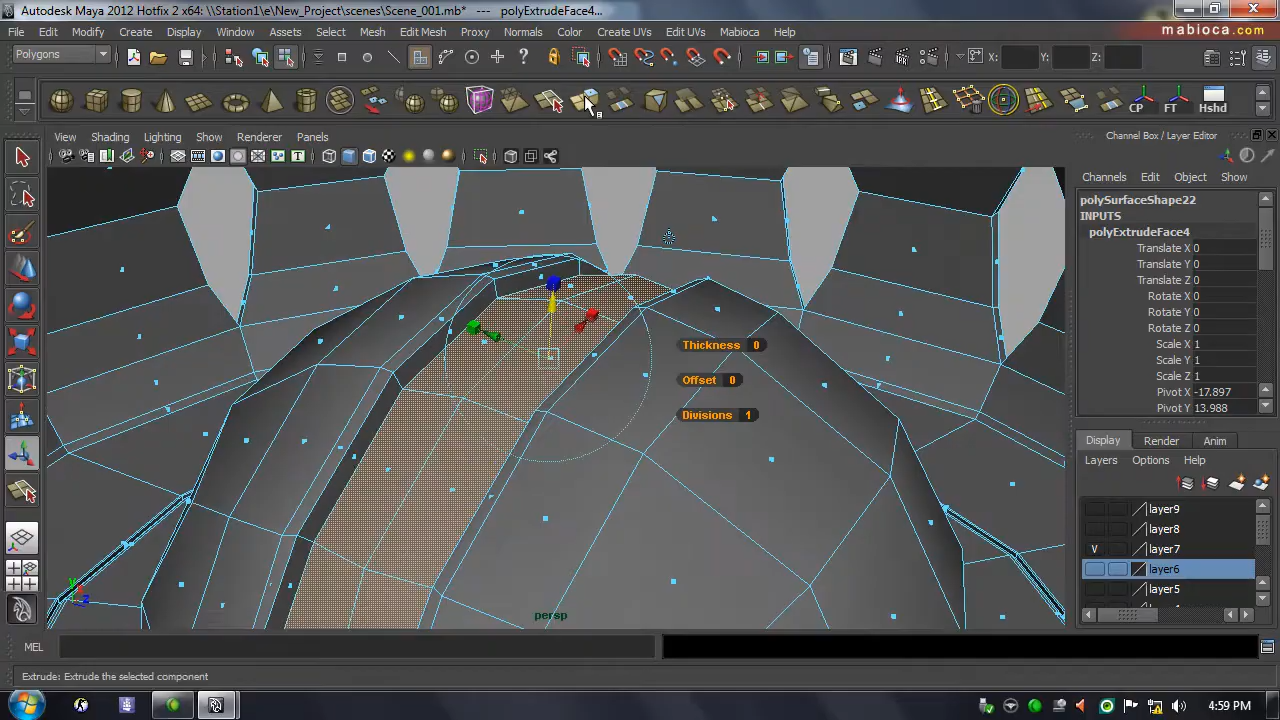 Autodesk Maya 2012 Hotfix 2 x64: \\Station1\e\New_Project\scenes\Scene_001.mb* --- polyExtrudeFace4...
File Edit Modify Create Display Window Assets Select Mesh Edit Mesh Proxy Normals Color Create UVs Edit UVs Mabioca Help
mabioca.com
Polygons
X: Y: Z:
CP FT Hshd
View Shading Lighting Show Renderer Panels
Channel Box / Layer Editor
Channels Edit Object Show
polySurfaceShape22
INPUTS
polyExtrudeFace4
Translate X 0
Translate Y 0
Translate Z 0
Rotate X 0
Rotate Y 0
Rotate Z 0
Scale X 1
Scale Y 1
Scale Z 1
Pivot X -17.897
Pivot Y 13.988
Thickness 0
Offset 0
Divisions 1
Display Render Anim
Layers Options Help
layer9
layer8
V layer7
layer6
layer5
persp
MEL
Extrude: Extrude the selected component
4:59 PM